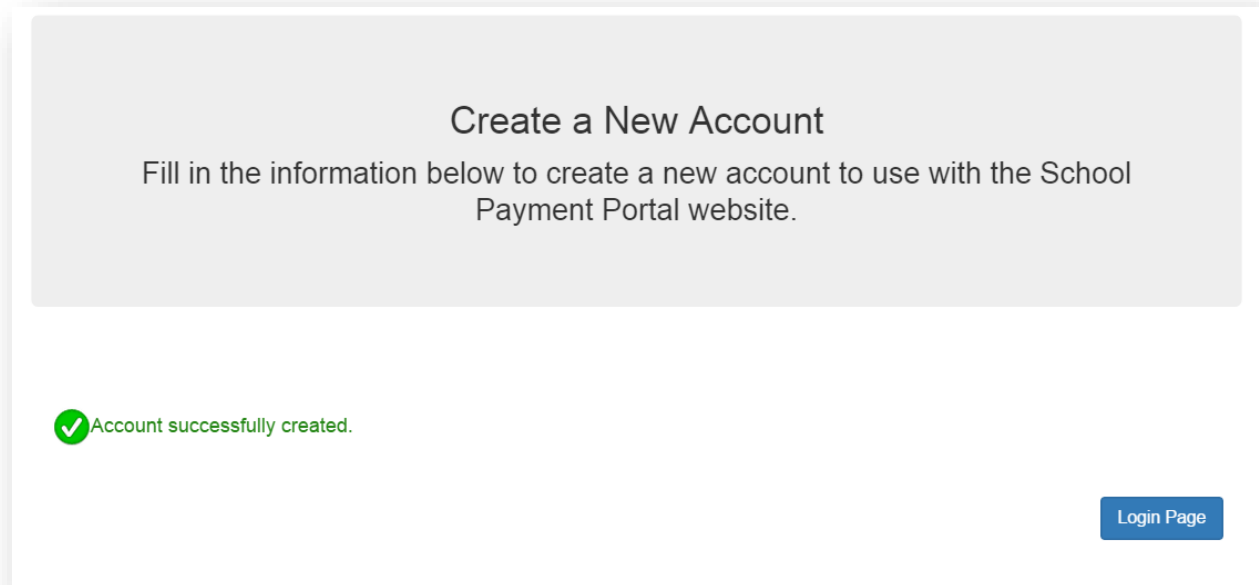 Create a New Account
Fill in the information below to create a new account to use with the School
Payment Portal website.
Account successfully created.
Login Page